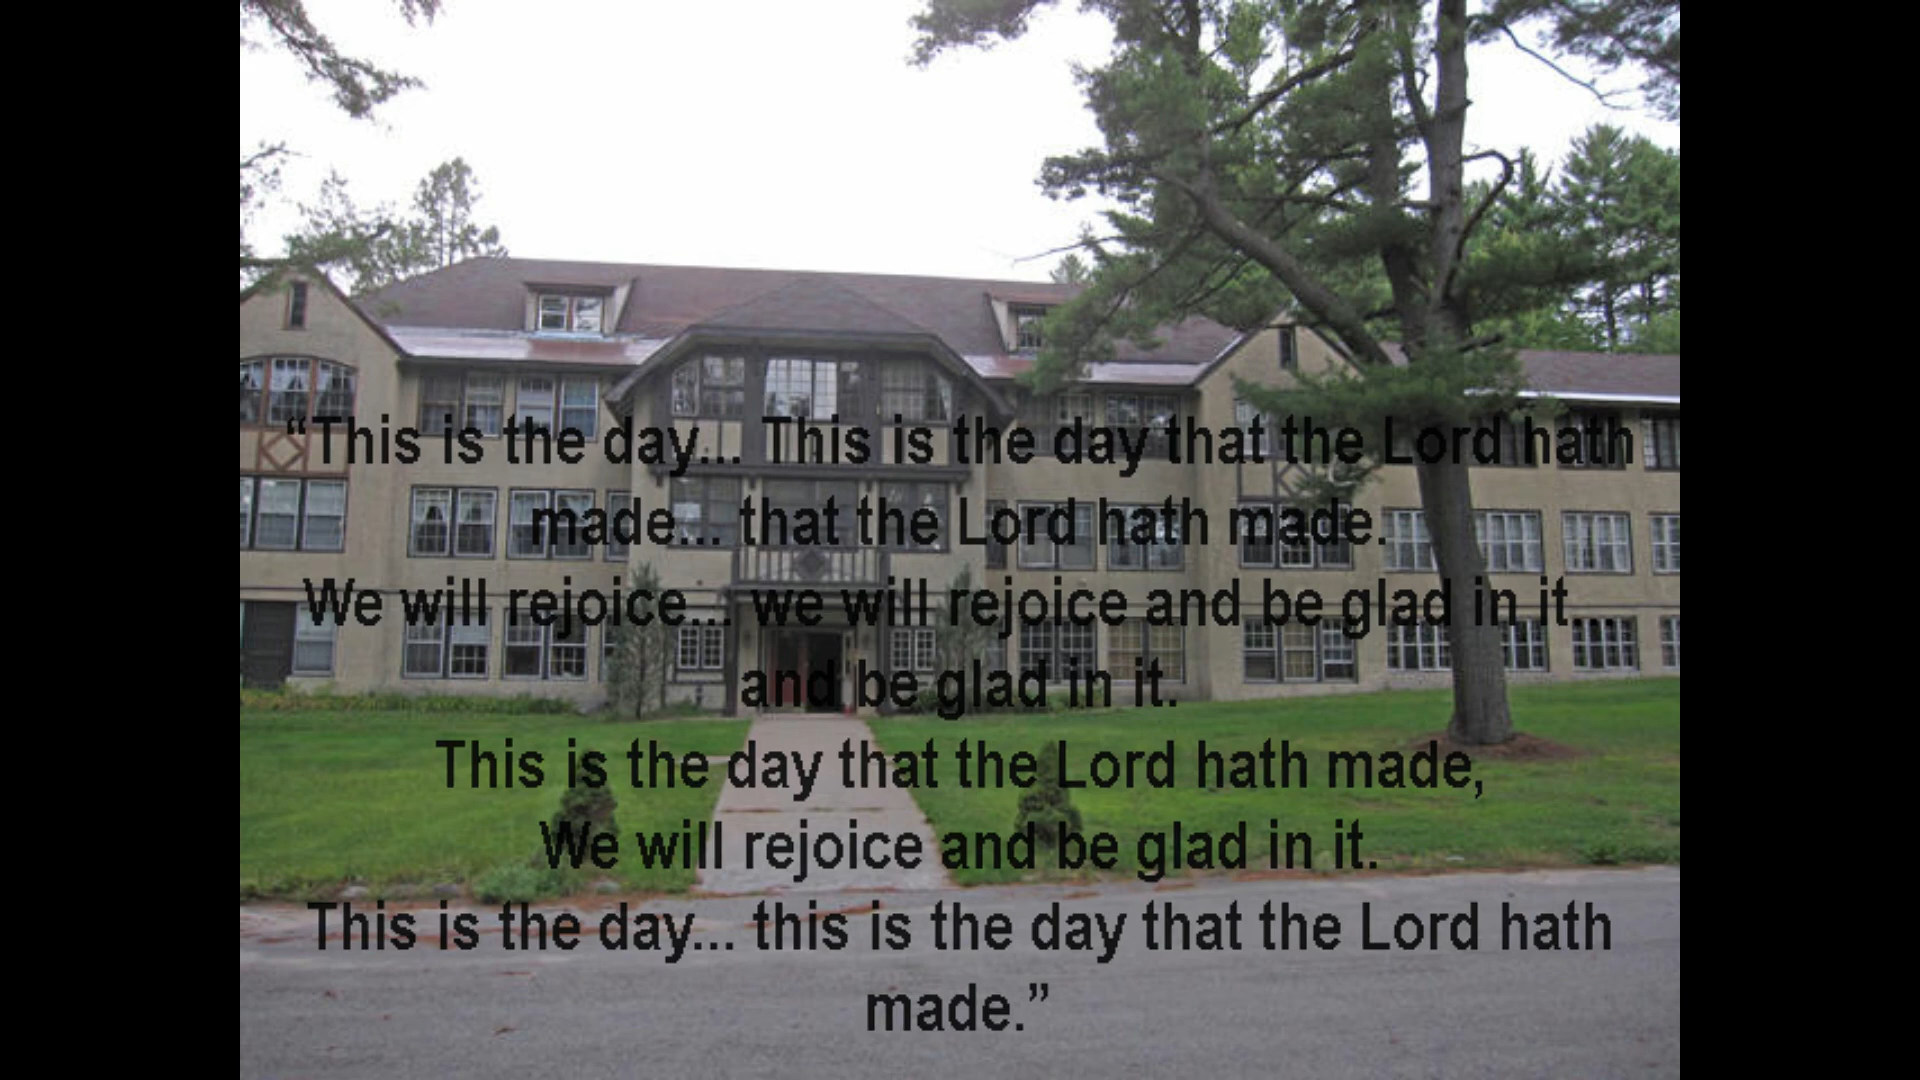 “This is the day... This is the day that the Lord hath
made... that the Lord hath made.
We will rejoice... we will rejoice and be glad in it...
and be glad in it.
This is the day that the Lord hath made,
We will rejoice and be glad in it.
This is the day... this is the day that the Lord hath
made.”